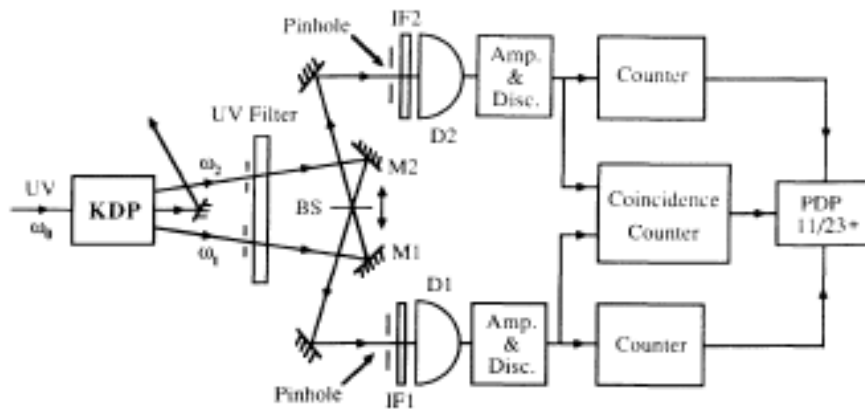 IF2
Pinhole
Amp.
&
Disc.
Counter
UV Filter
D2
ω₂
M2
UV
KDP
BS
Coincidence
Counter
PDP
11/23+
ω₀
ω₁
M1
D1
Amp.
&
Disc.
Counter
Pinhole
IF1